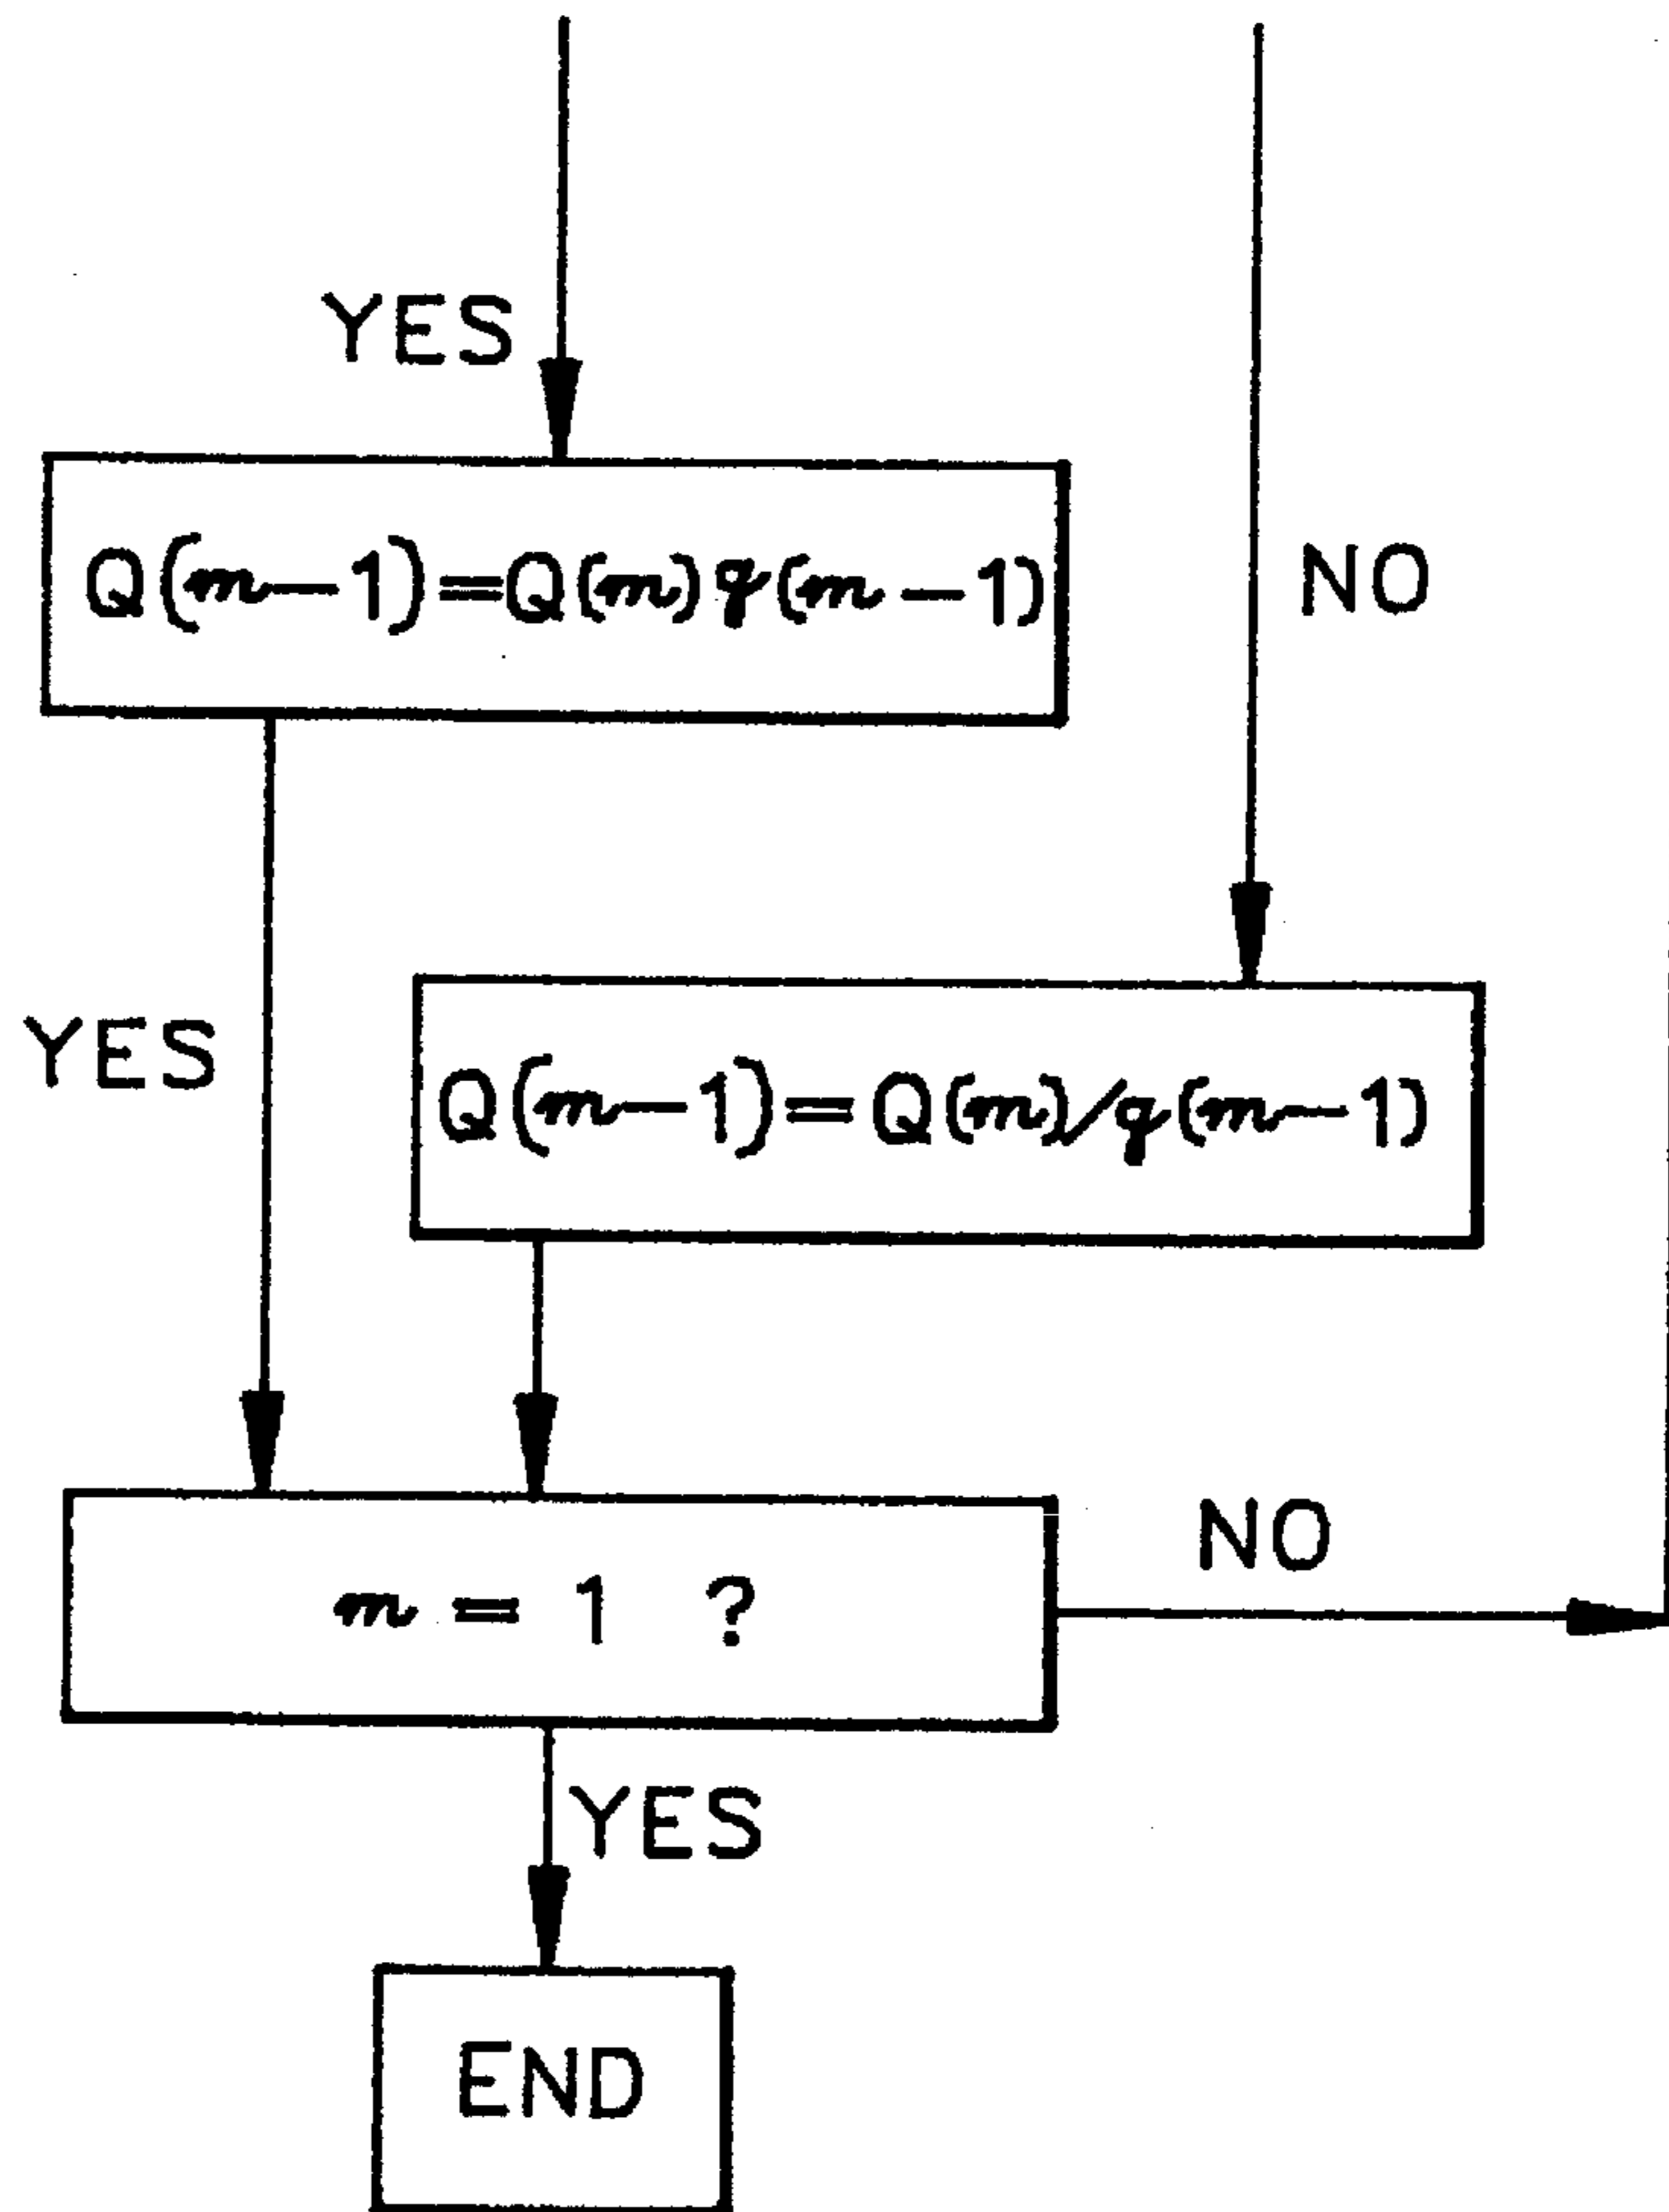 YES
Q(m-1)=Q(m)q(m-1)
NO
YES
Q(m-1)= Q(m)/q(m-1)
m = 1 ?
NO
YES
END